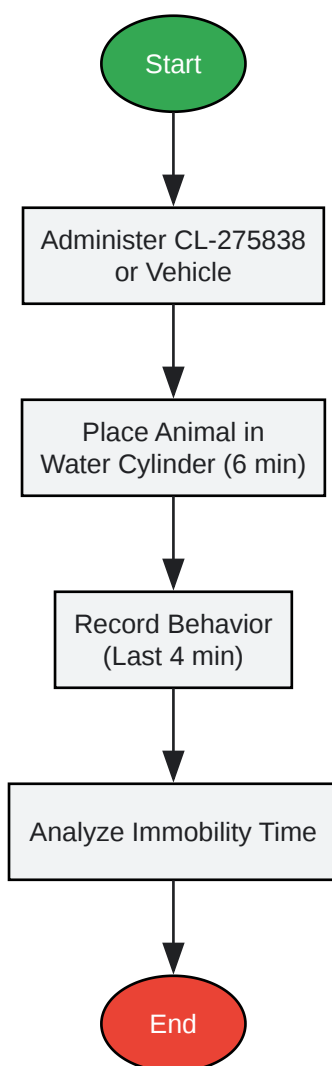 Start
Administer CL-275838
or Vehicle
Place Animal in
Water Cylinder (6 min)
Record Behavior
(Last 4 min)
Analyze Immobility Time
End